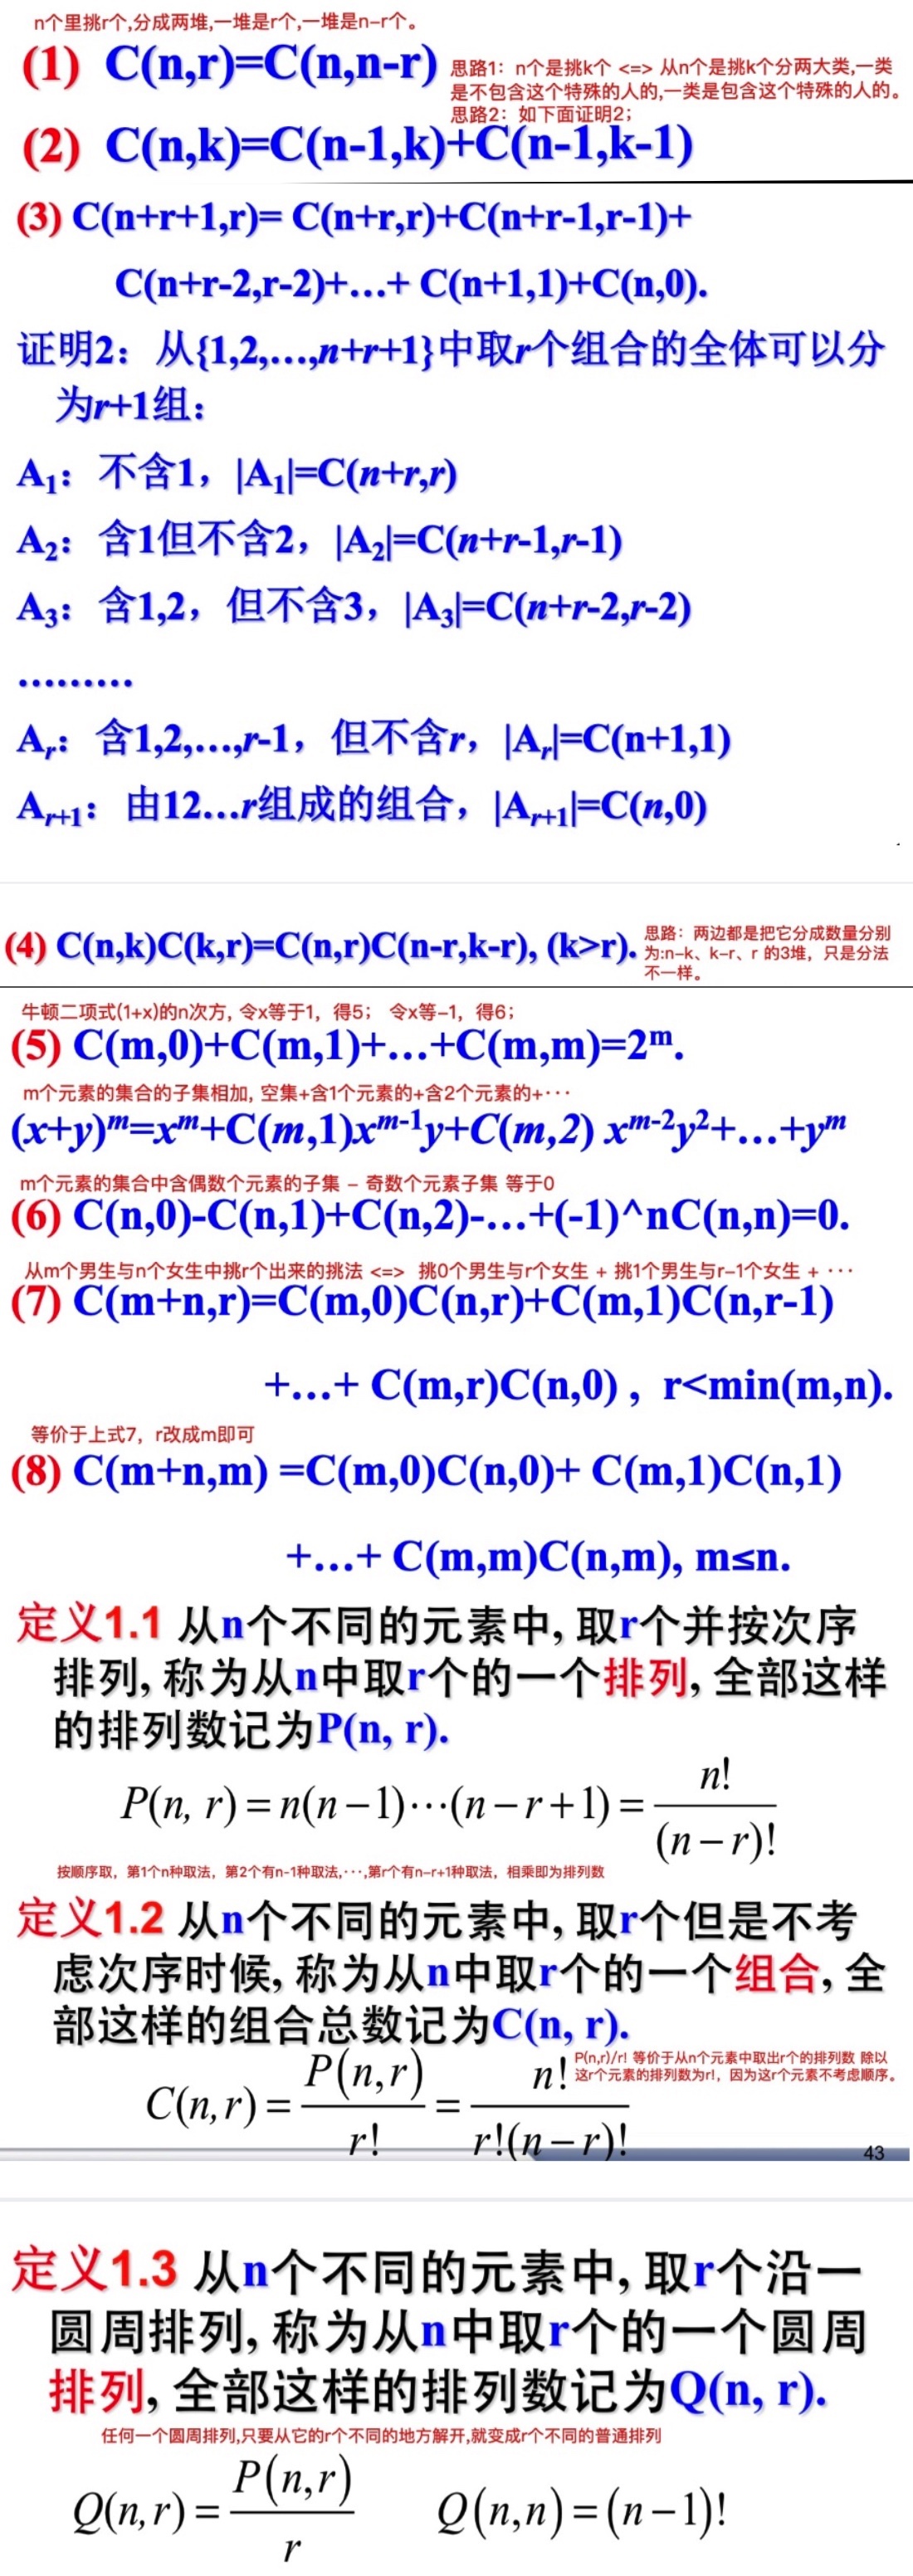 n个里挑r个,分成两堆,一堆是r个,一堆是n-r个。
(1) C(n,r)=C(n,n-r)
思路1：n个是挑k个 <=> 从n个是挑k个分两大类,一类
是不包含这个特殊的人的,一类是包含这个特殊的人的。
思路2：如下面证明2;
(2) C(n,k)=C(n-1,k)+C(n-1,k-1)
(3) C(n+r+1,r)= C(n+r,r)+C(n+r-1,r-1)+
C(n+r-2,r-2)+…+ C(n+1,1)+C(n,0).
证明2：从{1,2,…,n+r+1}中取r个组合的全体可以分
为r+1组：
A₁：不含1，|A₁|=C(n+r,r)
A₂：含1但不含2，|A₂|=C(n+r-1,r-1)
A₃：含1,2，但不含3，|A₃|=C(n+r-2,r-2)
………
Aᵣ：含1,2,…,r-1，但不含r，|Aᵣ|=C(n+1,1)
Aᵣ₊₁：由12…r组成的组合，|Aᵣ₊₁|=C(n,0)
(4) C(n,k)C(k,r)=C(n,r)C(n-r,k-r), (k>r).
思路：两边都是把它分成数量分别
为:n-k、k-r、r 的3堆，只是分法
不一样。
牛顿二项式(1+x)的n次方, 令x等于1，得5； 令x等-1，得6；
(5) C(m,0)+C(m,1)+…+C(m,m)=2ᵐ.
m个元素的集合的子集相加, 空集+含1个元素的+含2个元素的+···
(x+y)ᵐ=xᵐ+C(m,1)xᵐ⁻¹y+C(m,2) xᵐ⁻²y²+…+yᵐ
m个元素的集合中含偶数个元素的子集 - 奇数个元素子集 等于0
(6) C(n,0)-C(n,1)+C(n,2)-…+(-1)^nC(n,n)=0.
从m个男生与n个女生中挑r个出来的挑法 <=> 挑0个男生与r个女生 + 挑1个男生与r-1个女生 + ···
(7) C(m+n,r)=C(m,0)C(n,r)+C(m,1)C(n,r-1)
+…+ C(m,r)C(n,0) , r<min(m,n).
等价于上式7，r改成m即可
(8) C(m+n,m) =C(m,0)C(n,0)+ C(m,1)C(n,1)
+…+ C(m,m)C(n,m), m≤n.
定义1.1 从n个不同的元素中, 取r个并按次序
排列, 称为从n中取r个的一个排列, 全部这样
的排列数记为P(n, r).
P(n, r) = n(n−1)⋯(n−r+1) = n!/(n−r)!
按顺序取，第1个n种取法，第2个有n-1种取法,···,第r个有n-r+1种取法，相乘即为排列数
定义1.2 从n个不同的元素中, 取r个但是不考
虑次序时候, 称为从n中取r个的一个组合, 全
部这样的组合总数记为C(n, r).
P(n,r)/r! 等价于从n个元素中取出r个的排列数 除以
这r个元素的排列数为r!，因为这r个元素不考虑顺序。
C(n,r) = P(n,r)/r! = n!/r!(n−r)!
43
定义1.3 从n个不同的元素中, 取r个沿一
圆周排列, 称为从n中取r个的一个圆周
排列, 全部这样的排列数记为Q(n, r).
任何一个圆周排列,只要从它的r个不同的地方解开,就变成r个不同的普通排列
Q(n,r) = P(n,r)/r Q(n,n) = (n−1)!